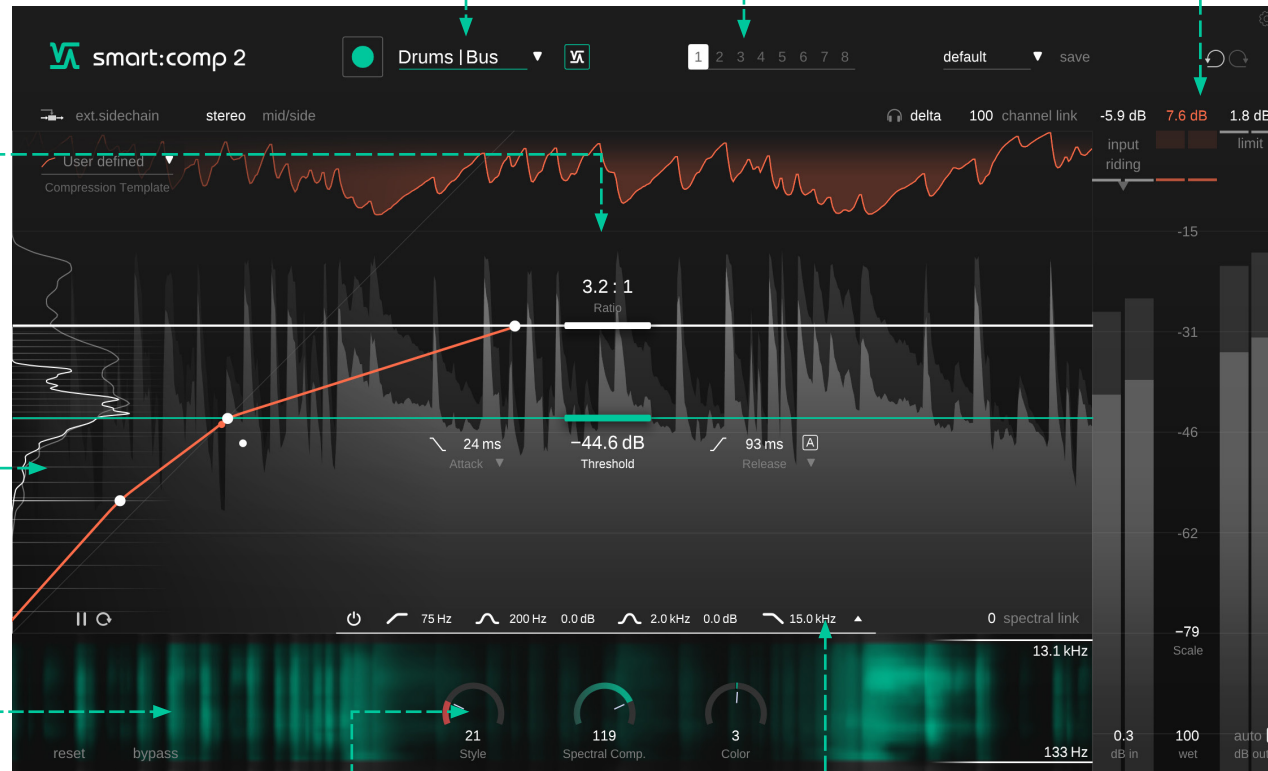 smart:comp 2
Drums | Bus
1 2 3 4 5 6 7 8
default
save
ext.sidechain
stereo
mid/side
delta
100 channel link
-5.9 dB
7.6 dB
1.8 dB
User defined
Compression Template
input
riding
limit
-15
3.2 : 1
Ratio
-31
24 ms
Attack
−44.6 dB
Threshold
93 ms
A
Release
-46
-62
75 Hz
200 Hz
0.0 dB
2.0 kHz
0.0 dB
15.0 kHz
0 spectral link
−79
Scale
13.1 kHz
21
Style
119
Spectral Comp.
3
Color
reset
bypass
133 Hz
0.3
dB in
100
wet
auto
dB out